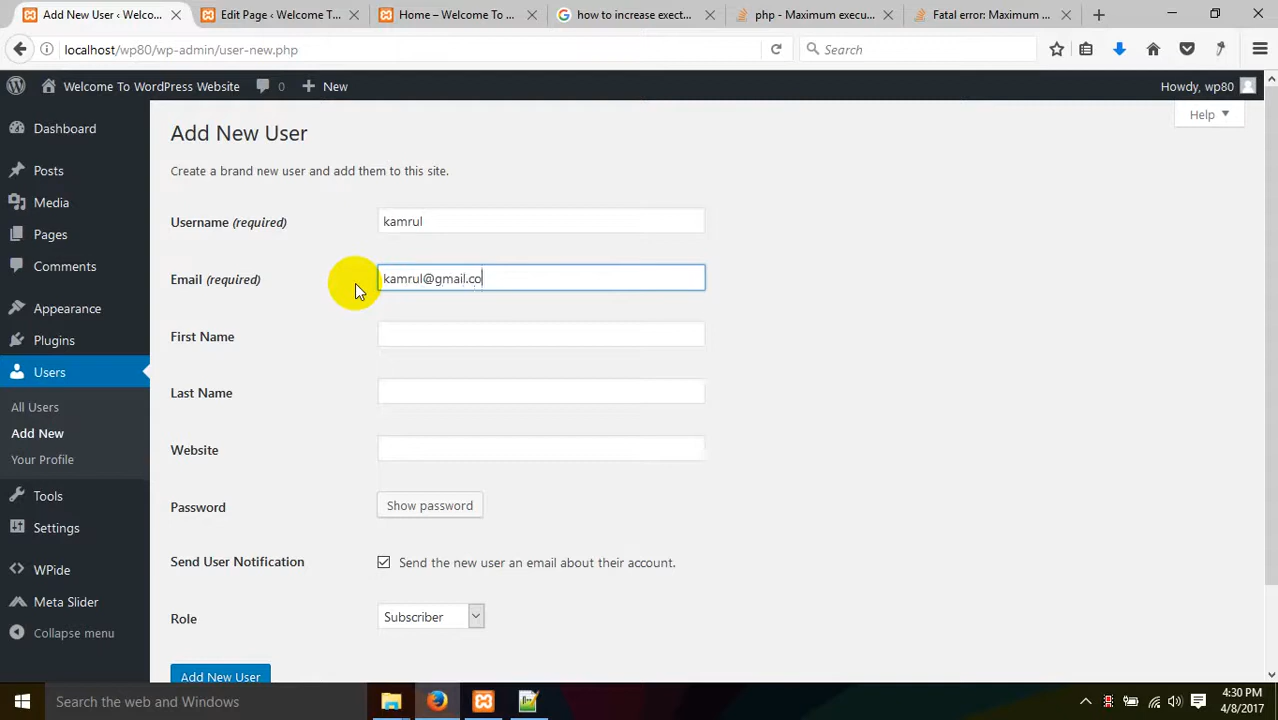 Add New User ‹ Welco...
Edit Page ‹ Welcome T...
Home – Welcome To ...
how to increase exect...
php - Maximum execu...
Fatal error: Maximum ...
localhost/wp80/wp-admin/user-new.php
Search
Welcome To WordPress Website
0
New
Howdy, wp80
Help
Dashboard
Posts
Media
Pages
Comments
Appearance
Plugins
Users
All Users
Add New
Your Profile
Tools
Settings
WPide
Meta Slider
Collapse menu
Add New User
Create a brand new user and add them to this site.
Username (required)
kamrul
Email (required)
kamrul@gmail.co
First Name
Last Name
Website
Password
Show password
Send User Notification
Send the new user an email about their account.
Role
Subscriber
Add New User
Search the web and Windows
4:30 PM
4/8/2017